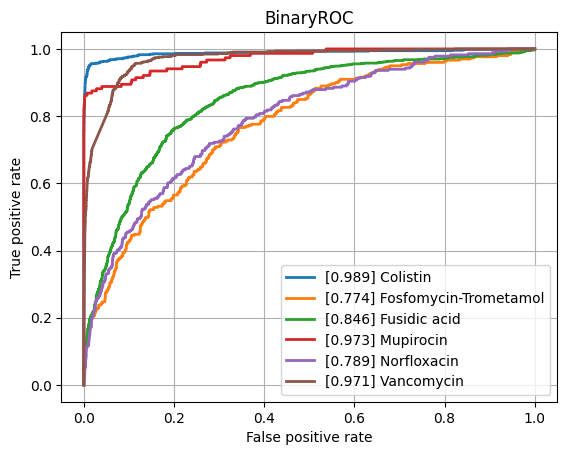 BinaryROC
True positive rate
1.0
0.8
0.6
0.4
0.2
0.0
[0.989] Colistin
[0.774] Fosfomycin-Trometamol
[0.846] Fusidic acid
[0.973] Mupirocin
[0.789] Norfloxacin
[0.971] Vancomycin
0.0 0.2 0.4 0.6 0.8 1.0
False positive rate